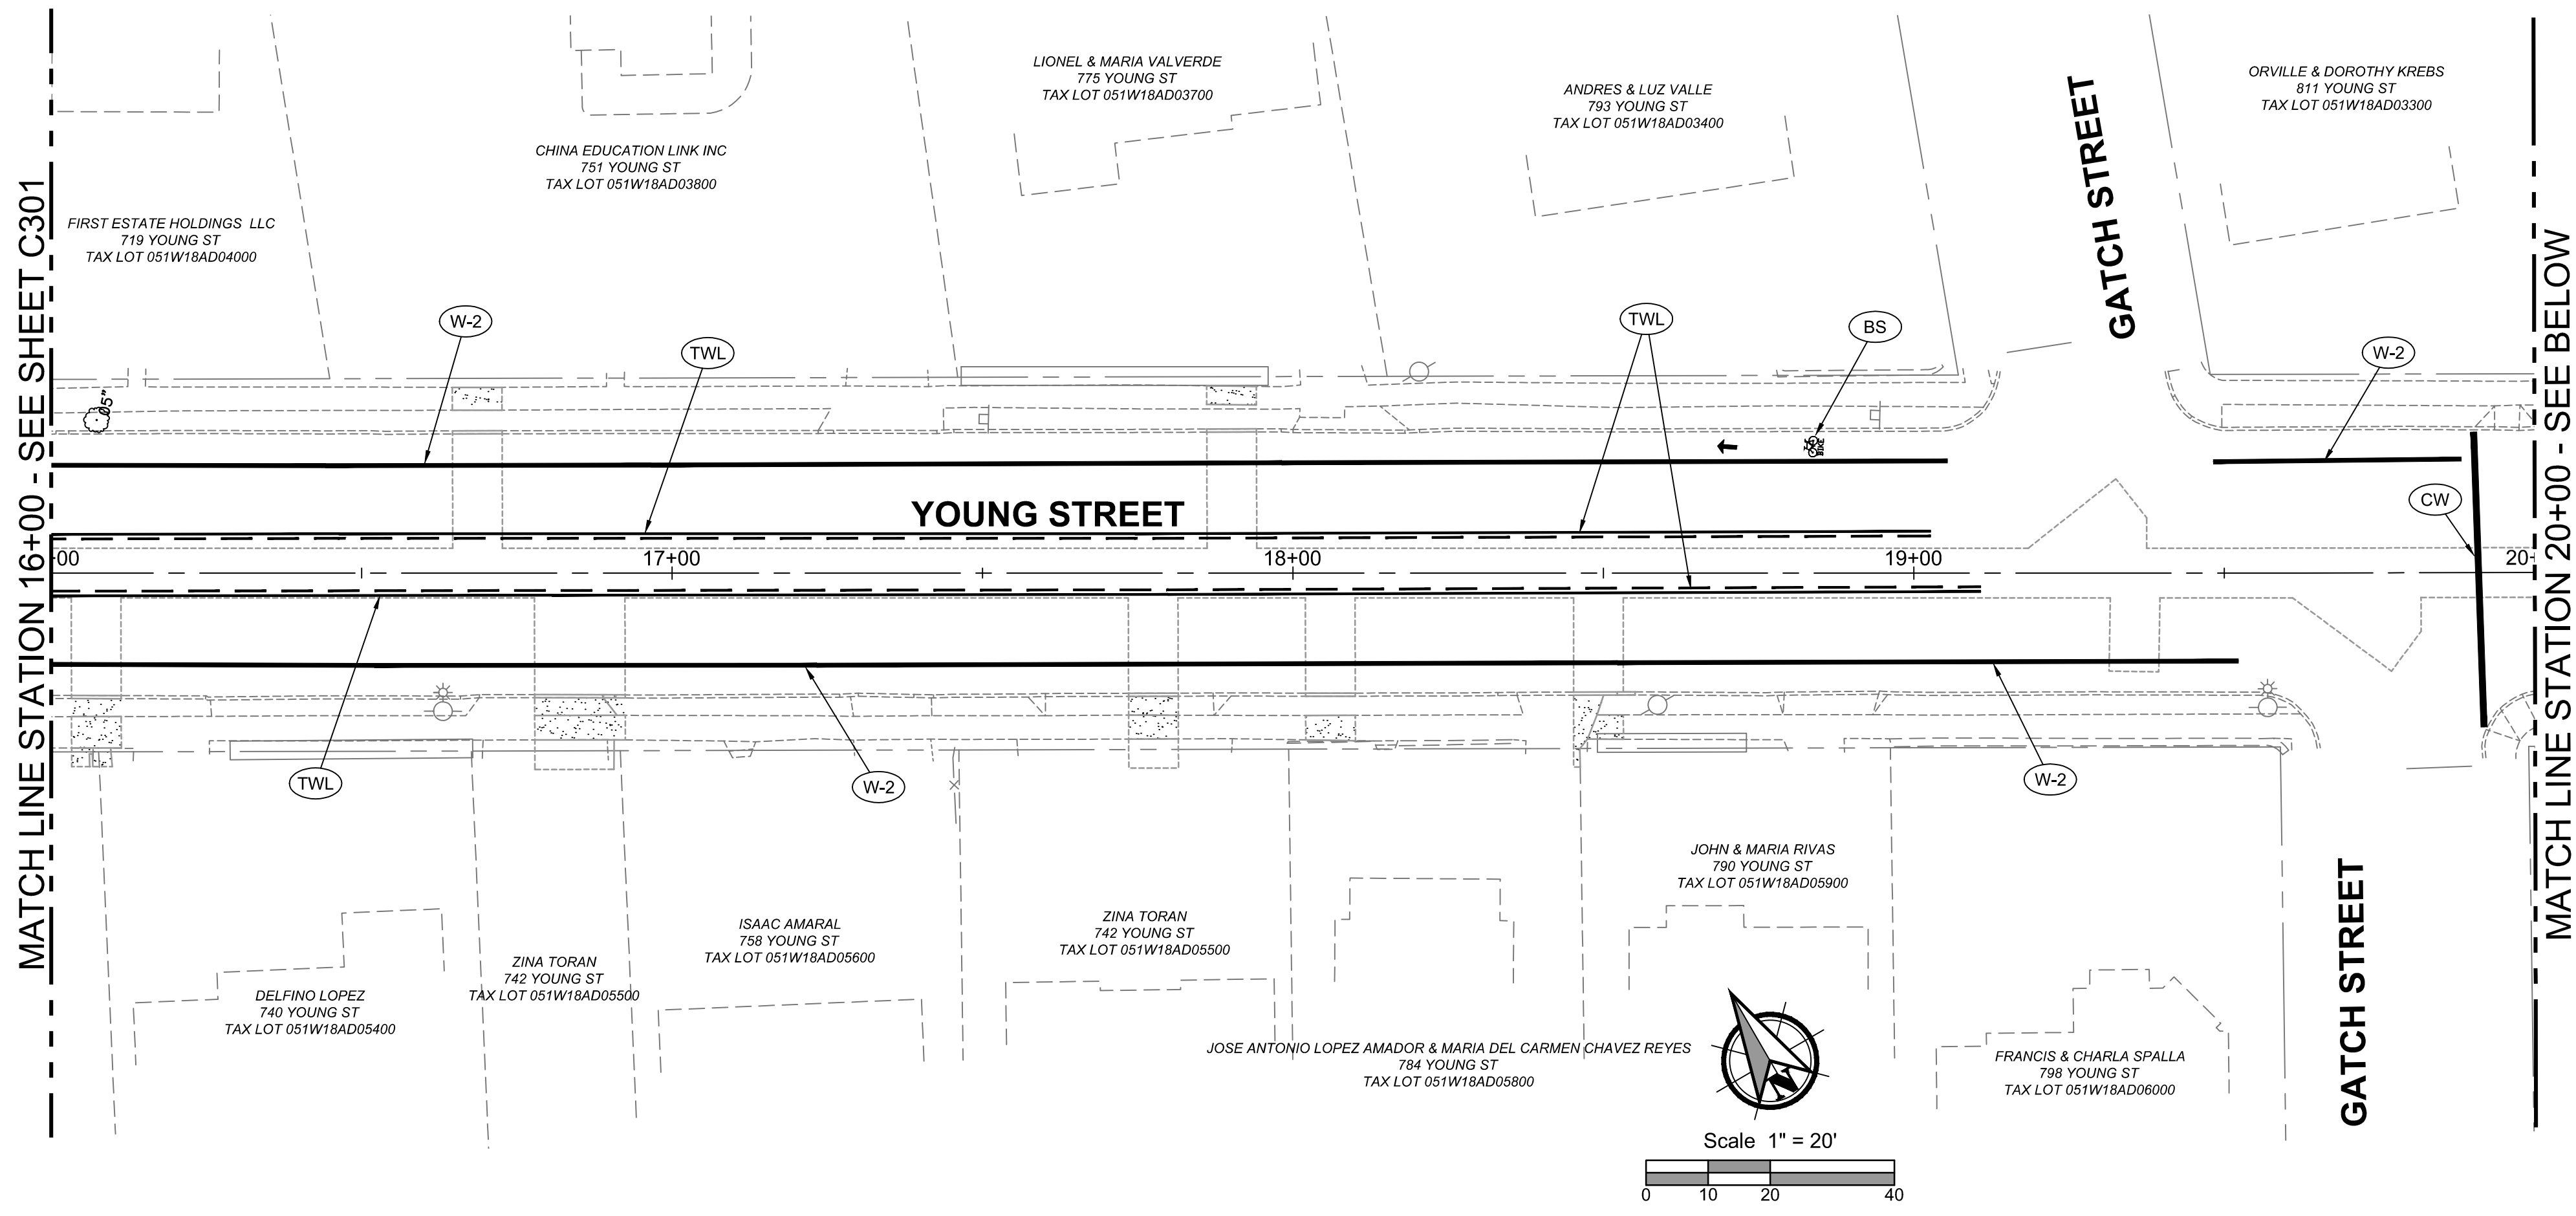 LIONEL & MARIA VALVERDE
775 YOUNG ST
TAX LOT 051W18AD03700
ORVILLE & DOROTHY KREBS
811 YOUNG ST
TAX LOT 051W18AD03300
ANDRES & LUZ VALLE
793 YOUNG ST
TAX LOT 051W18AD03400
CHINA EDUCATION LINK INC
751 YOUNG ST
TAX LOT 051W18AD03800
FIRST ESTATE HOLDINGS LLC
719 YOUNG ST
TAX LOT 051W18AD04000
GATCH STREET
MATCH LINE STATION 16+00 - SEE SHEET C301
MATCH LINE STATION 20+00 - SEE BELOW
W-2
TWL
TWL
BS
W-2
05"
BIKE
CW
YOUNG STREET
00
17+00
18+00
19+00
20
TWL
W-2
W-2
JOHN & MARIA RIVAS
790 YOUNG ST
TAX LOT 051W18AD05900
ISAAC AMARAL
758 YOUNG ST
TAX LOT 051W18AD05600
ZINA TORAN
742 YOUNG ST
TAX LOT 051W18AD05500
ZINA TORAN
742 YOUNG ST
TAX LOT 051W18AD05500
DELFINO LOPEZ
740 YOUNG ST
TAX LOT 051W18AD05400
JOSE ANTONIO LOPEZ AMADOR & MARIA DEL CARMEN CHAVEZ REYES
784 YOUNG ST
TAX LOT 051W18AD05800
FRANCIS & CHARLA SPALLA
798 YOUNG ST
TAX LOT 051W18AD06000
GATCH STREET
N
Scale 1" = 20'
0 10 20 40